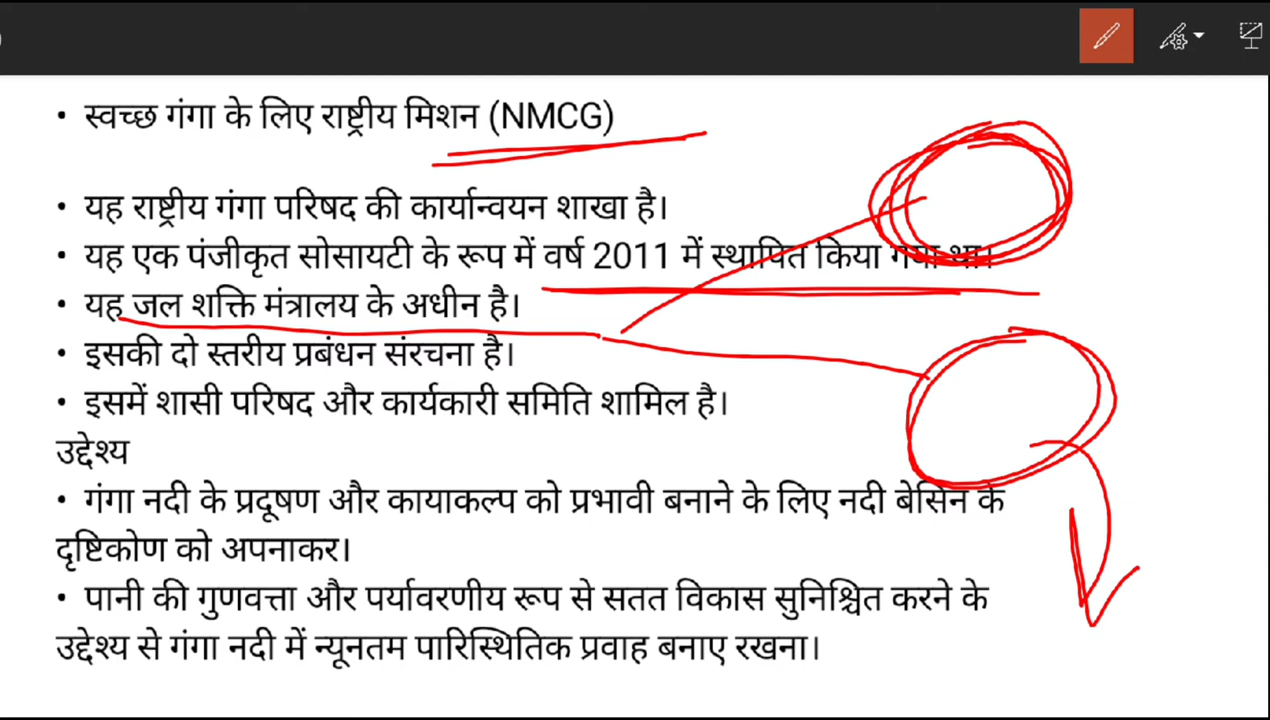 • स्वच्छ गंगा के लिए राष्ट्रीय मिशन (NMCG)
• यह राष्ट्रीय गंगा परिषद की कार्यान्वयन शाखा है।
• यह एक पंजीकृत सोसायटी के रूप में वर्ष 2011 में स्थापित किया गया था।
• यह जल शक्ति मंत्रालय के अधीन है।
• इसकी दो स्तरीय प्रबंधन संरचना है।
• इसमें शासी परिषद और कार्यकारी समिति शामिल है।
उद्देश्य
• गंगा नदी के प्रदूषण और कायाकल्प को प्रभावी बनाने के लिए नदी बेसिन के
दृष्टिकोण को अपनाकर।
• पानी की गुणवत्ता और पर्यावरणीय रूप से सतत विकास सुनिश्चित करने के
उद्देश्य से गंगा नदी में न्यूनतम पारिस्थितिक प्रवाह बनाए रखना।